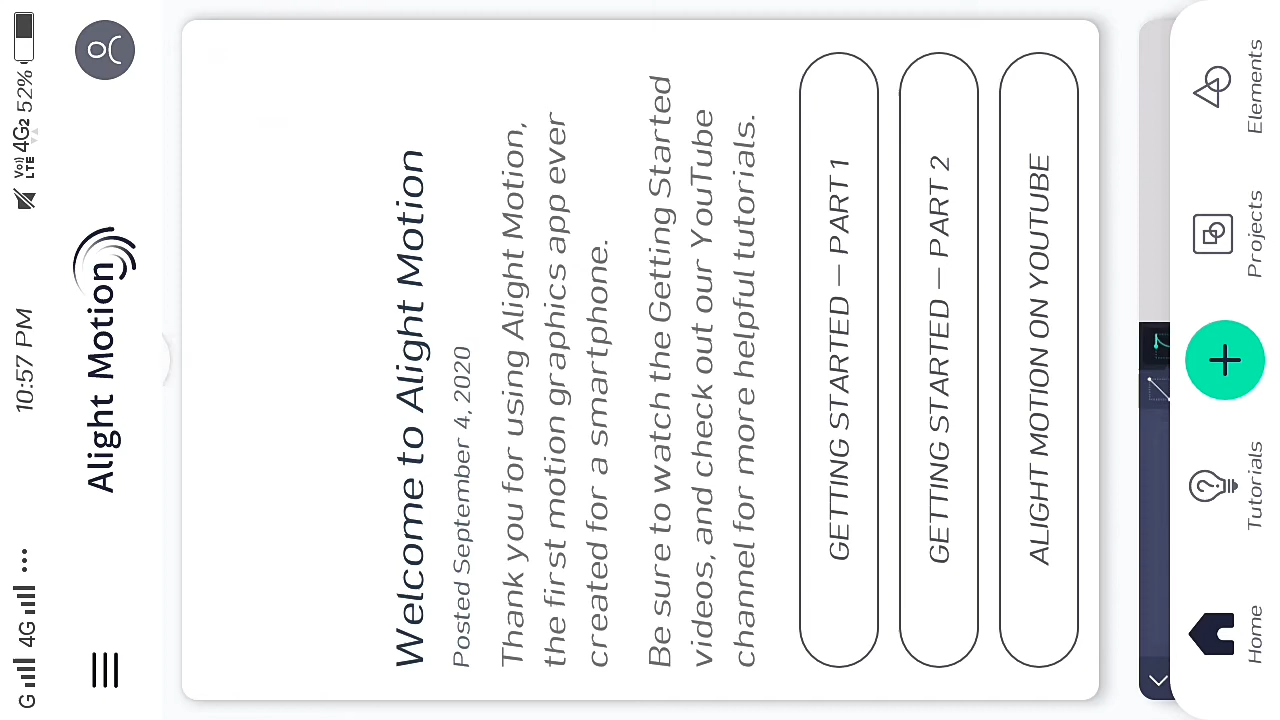 G 4G ... 10:57 PM Vo)) LTE 4G2 52%
Alight Motion
Welcome to Alight Motion
Posted September 4, 2020
Thank you for using Alight Motion,
the first motion graphics app ever
created for a smartphone.
Be sure to watch the Getting Started
videos, and check out our YouTube
channel for more helpful tutorials.
GETTING STARTED — PART 1
GETTING STARTED — PART 2
ALIGHT MOTION ON YOUTUBE
Home Tutorials Projects Elements